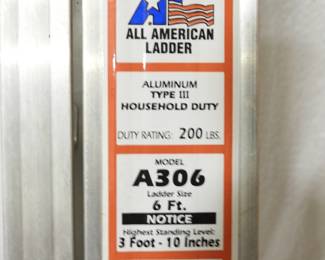 ALL AMERICAN
LADDER
ALUMINUM
TYPE III
HOUSEHOLD DUTY
DUTY RATING: 200 LBS.
MODEL
A306
Ladder Size
6 Ft.
NOTICE
Highest Standing Level:
3 Foot - 10 Inches